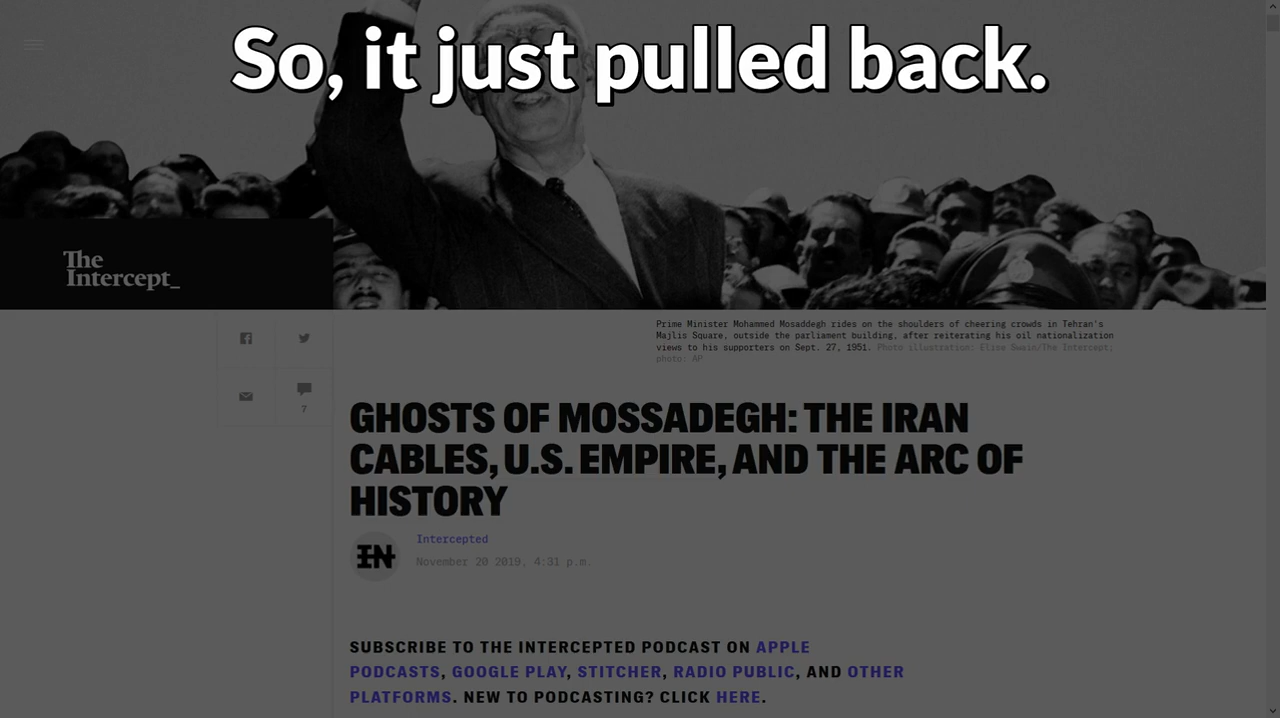 So, it just pulled back.
The
Intercept_
Prime Minister Mohammed Mosaddegh rides on the shoulders of cheering crowds in Tehran's
Majlis Square, outside the parliament building, after reiterating his oil nationalization
views to his supporters on Sept. 27, 1951. Photo illustration: Elise Swain/The Intercept;
photo: AP
7
GHOSTS OF MOSSADEGH: THE IRAN
CABLES, U.S. EMPIRE, AND THE ARC OF
HISTORY
IN
Intercepted
November 20 2019, 4:31 p.m.
SUBSCRIBE TO THE INTERCEPTED PODCAST ON APPLE
PODCASTS, GOOGLE PLAY, STITCHER, RADIO PUBLIC, AND OTHER
PLATFORMS. NEW TO PODCASTING? CLICK HERE.